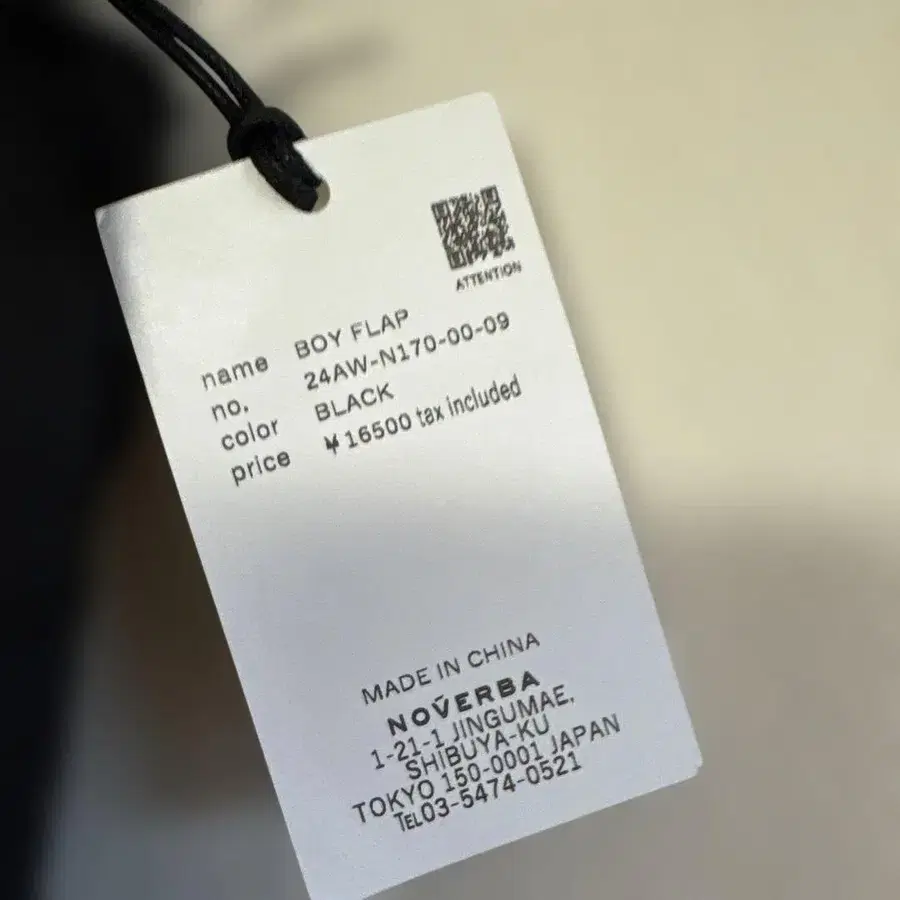 ATTENTION
name BOY FLAP
no. 24AW-N170-00-09
color BLACK
price ¥16500 tax included
MADE IN CHINA
NOVERBA
1-21-1 JINGUMAE,
SHIBUYA-KU
TOKYO 150-0001 JAPAN
TEL03-5474-0521